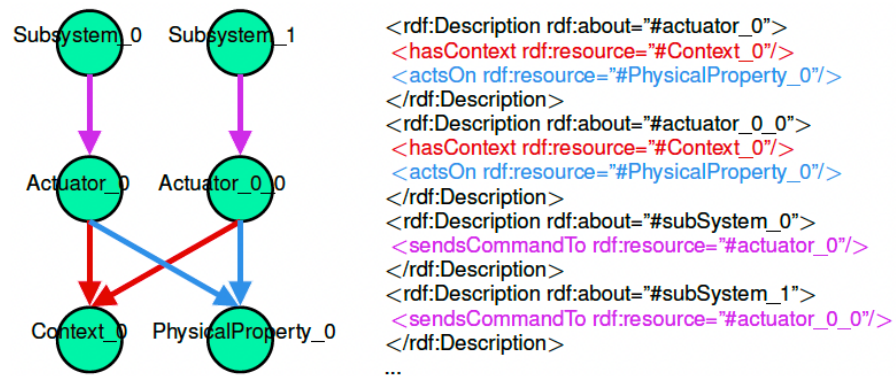 Subsystem_0 Subsystem_1
Actuator_0 Actuator_0_0
Context_0 PhysicalProperty_0
<rdf:Description rdf:about="#actuator_0">
<hasContext rdf:resource="#Context_0"/>
<actsOn rdf:resource="#PhysicalProperty_0"/>
</rdf:Description>
<rdf:Description rdf:about="#actuator_0_0">
<hasContext rdf:resource="#Context_0"/>
<actsOn rdf:resource="#PhysicalProperty_0"/>
</rdf:Description>
<rdf:Description rdf:about="#subSystem_0">
<sendsCommandTo rdf:resource="#actuator_0"/>
</rdf:Description>
<rdf:Description rdf:about="#subSystem_1">
<sendsCommandTo rdf:resource="#actuator_0_0"/>
</rdf:Description>
...